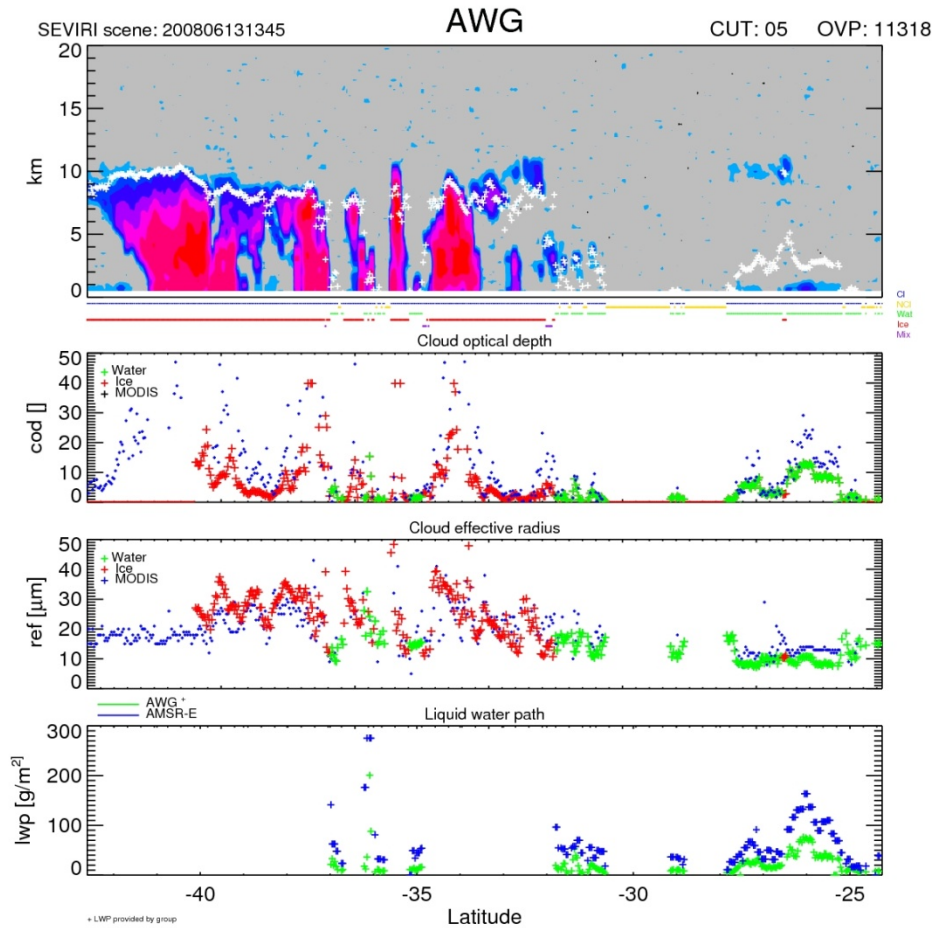 AWG
SEVIRI scene: 200806131345 CUT: 05 OVP: 11318
20
15
10
5
0
km
Cl
NCl
Wat
Ice
Mix
Cloud optical depth
50
40
30
20
10
0
cod []
Water
Ice
MODIS
Cloud effective radius
50
40
30
20
10
0
ref [μm]
Water
Ice
MODIS
AWG +
AMSR-E
Liquid water path
300
200
100
0
lwp [g/m²]
-40 -35 -30 -25
Latitude
+ LWP provided by group